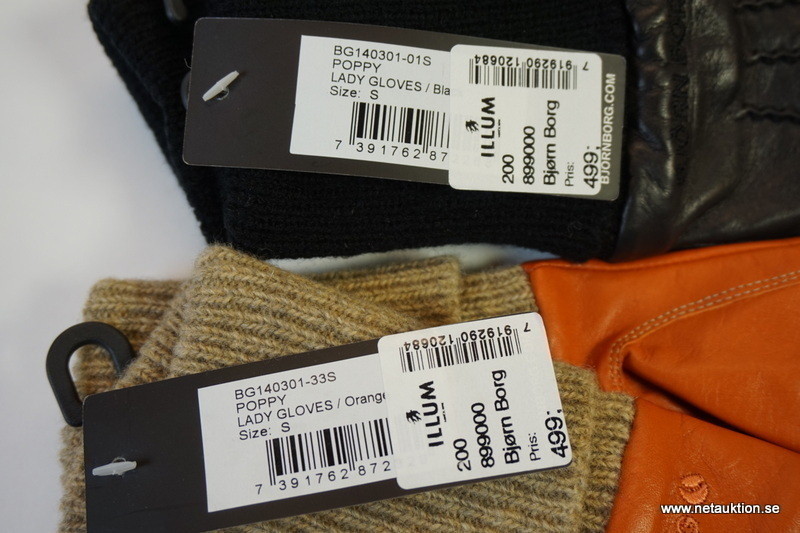 BG140301-01S
POPPY
LADY GLOVES / Bla
Size: S
7 391762 87
7 919290 120684
ILLUM
200
899000
Bjørn Borg
Pris: 499:-
BJORNBORG.COM
BG140301-33S
POPPY
LADY GLOVES / Orange
Size: S
7 391762 872
7 919290 120684
ILLUM
200
899000
Bjørn Borg
Pris: 499:-
www.netauktion.se